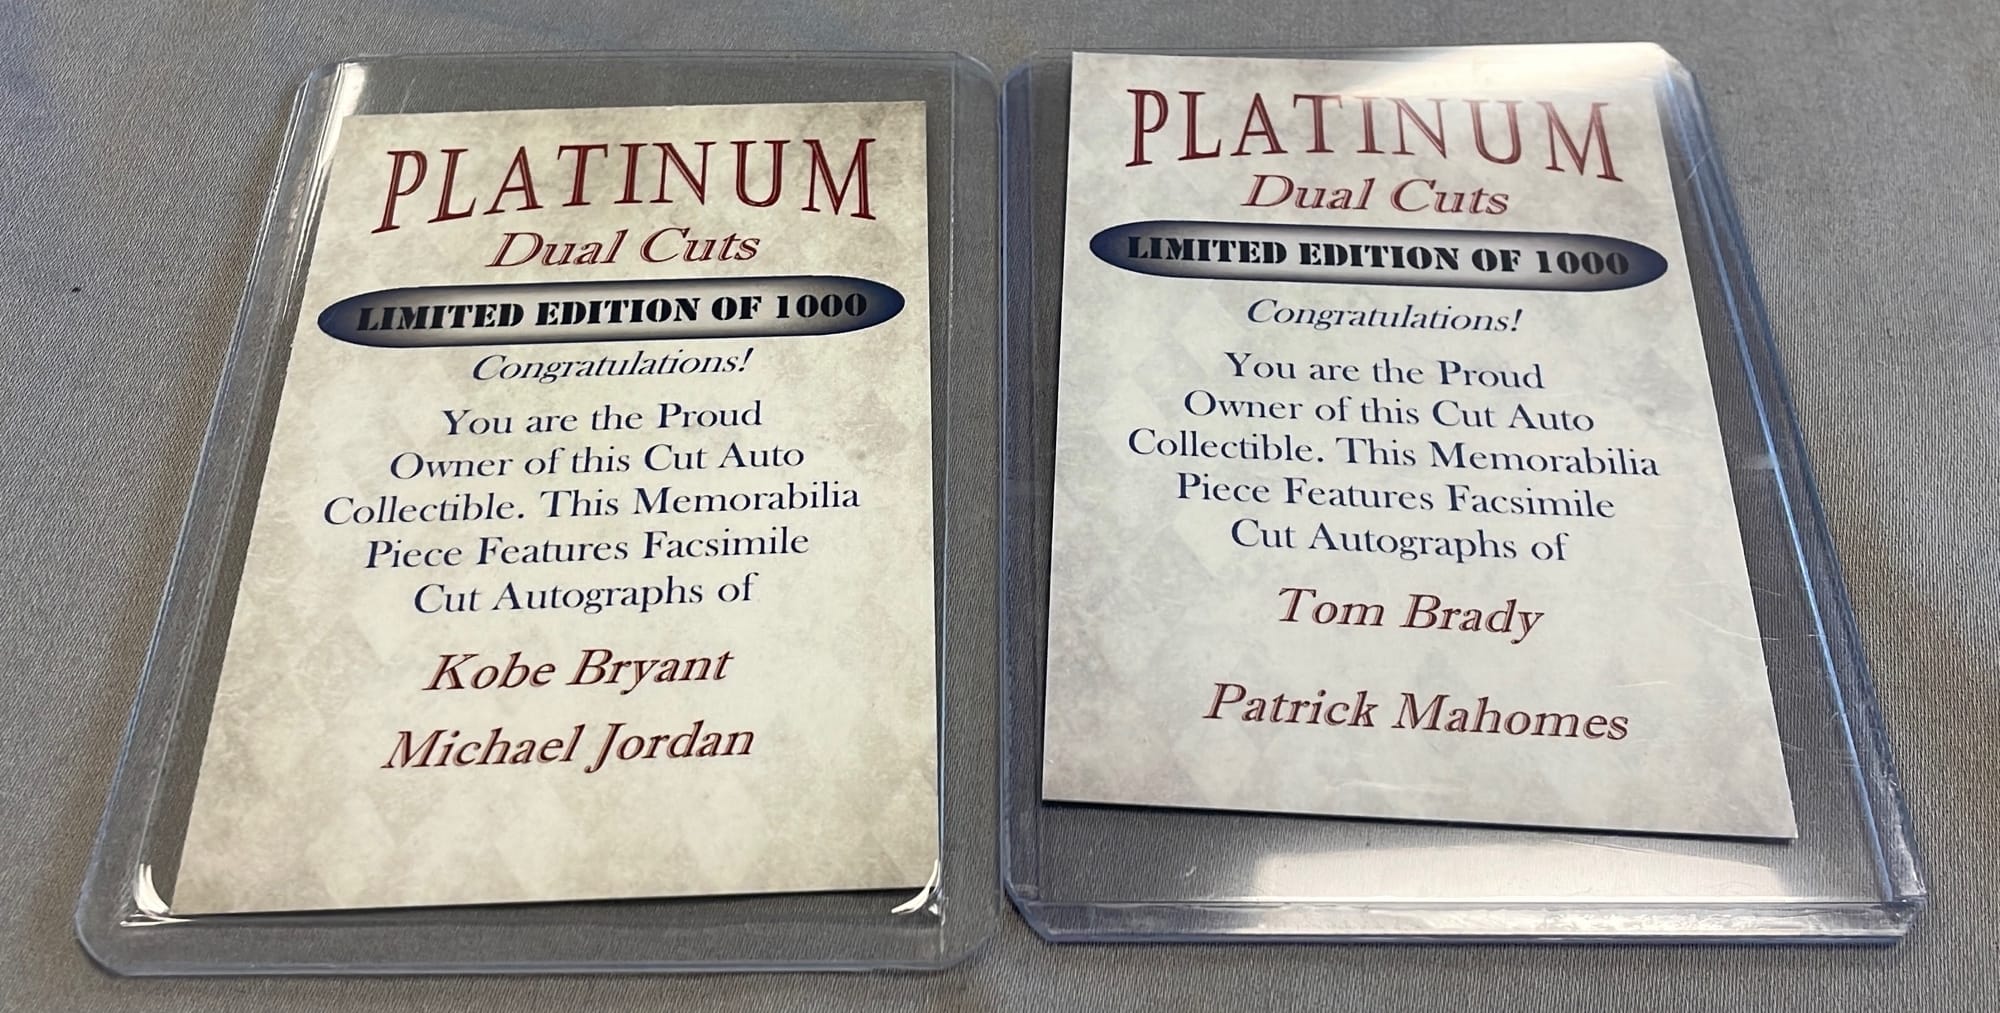 PLATINUM
Dual Cuts
LIMITED EDITION OF 1000
Congratulations!
You are the Proud
Owner of this Cut Auto
Collectible. This Memorabilia
Piece Features Facsimile
Cut Autographs of
Kobe Bryant
Michael Jordan
PLATINUM
Dual Cuts
LIMITED EDITION OF 1000
Congratulations!
You are the Proud
Owner of this Cut Auto
Collectible. This Memorabilia
Piece Features Facsimile
Cut Autographs of
Tom Brady
Patrick Mahomes